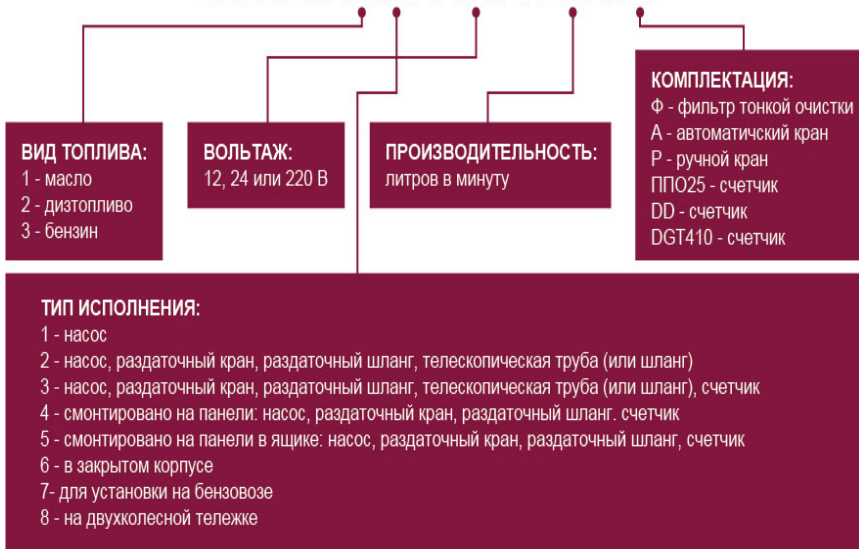 ВИД ТОПЛИВА:
1 - масло
2 - дизтопливо
3 - бензин
ВОЛЬТАЖ:
12, 24 или 220 В
ПРОИЗВОДИТЕЛЬНОСТЬ:
литров в минуту
КОМПЛЕКТАЦИЯ:
Ф - фильтр тонкой очистки
А - автоматичский кран
Р - ручной кран
ППО25 - счетчик
DD - счетчик
DGT410 - счетчик
ТИП ИСПОЛНЕНИЯ:
1 - насос
2 - насос, раздаточный кран, раздаточный шланг, телескопическая труба (или шланг)
3 - насос, раздаточный кран, раздаточный шланг, телескопическая труба (или шланг), счетчик
4 - смонтировано на панели: насос, раздаточный кран, раздаточный шланг. счетчик
5 - смонтировано на панели в ящике: насос, раздаточный кран, раздаточный шланг, счетчик
6 - в закрытом корпусе
7- для установки на бензовозе
8 - на двухколесной тележке